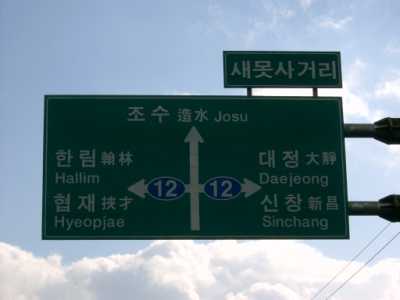 새못사거리
조수 造水 Josu
한림 翰林
Hallim
대정 大靜
Daejeong
12
12
협재 挾才
Hyeopjae
신창 新昌
Sinchang